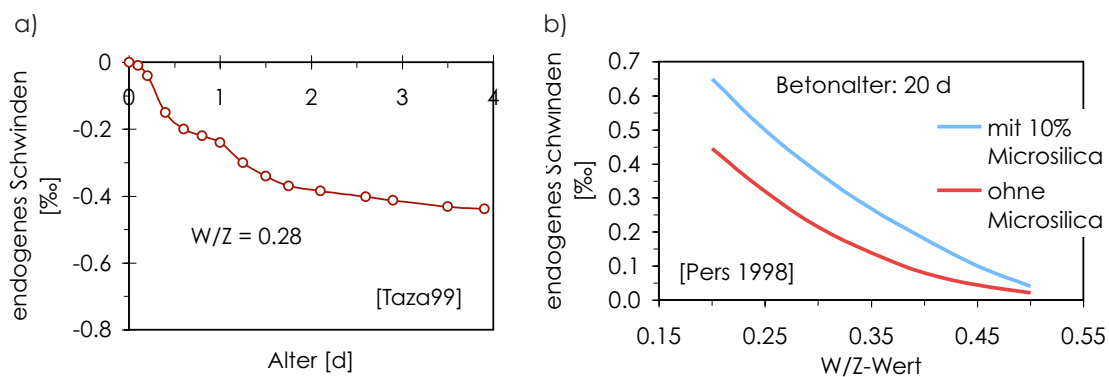 a)
endogenes Schwinden
[‰]
0
-0.2
-0.4
-0.6
-0.8
0 1 2 3 4
W/Z = 0.28
[Taza99]
Alter [d]
b)
endogenes Schwinden
[‰]
0.7
0.6
0.5
0.4
0.3
0.2
0.1
0.0
Betonalter: 20 d
mit 10%
Microsilica
ohne
Microsilica
[Pers 1998]
0.15 0.25 0.35 0.45 0.55
W/Z-Wert